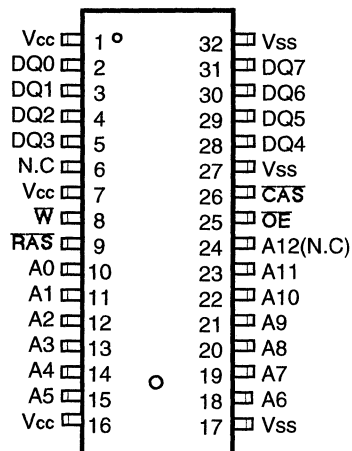 Vcc 1 32 Vss
DQ0 2 31 DQ7
DQ1 3 30 DQ6
DQ2 4 29 DQ5
DQ3 5 28 DQ4
N.C 6 27 Vss
Vcc 7 26 C̅A̅S̅
W̅ 8 25 O̅E̅
R̅A̅S̅ 9 24 A12(N.C)
A0 10 23 A11
A1 11 22 A10
A2 12 21 A9
A3 13 20 A8
A4 14 19 A7
A5 15 18 A6
Vcc 16 17 Vss